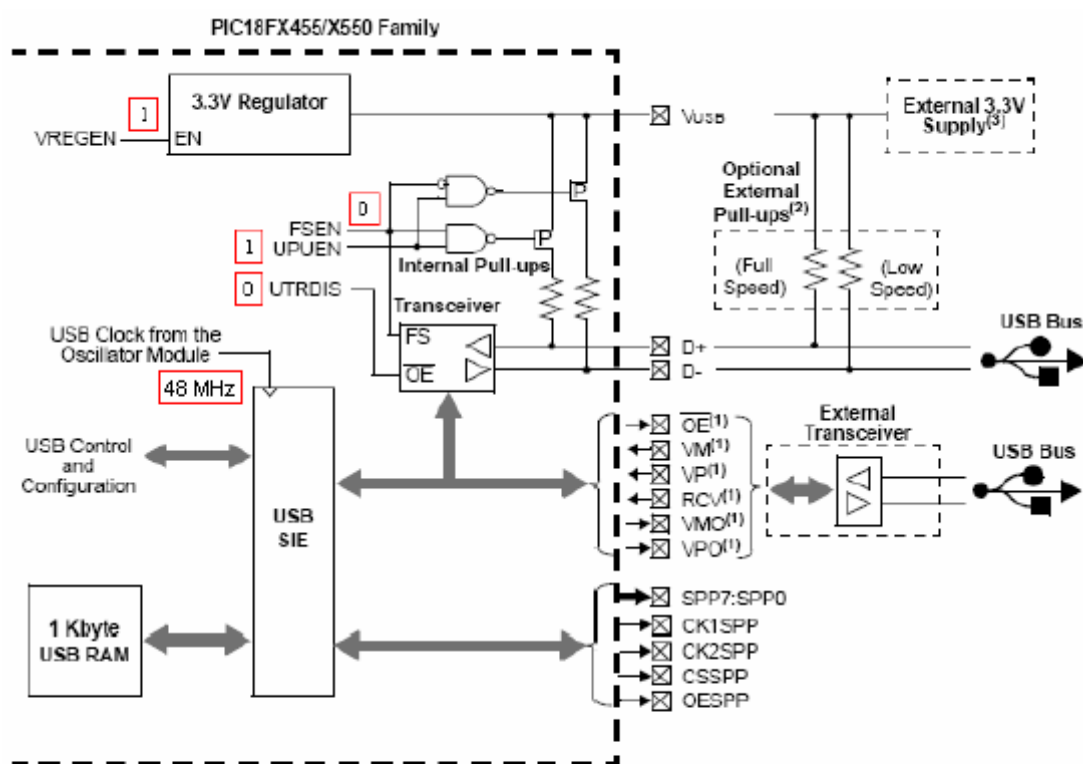 PIC18FX455/X550 Family
3.3V Regulator
1
EN
VREGEN
VUSB
External 3.3V
Supply(3)
Optional
External
Pull-ups(2)
P
0
FSEN
P
1
UPUEN
Internal Pull-ups
(Full
Speed)
(Low
Speed)
0
UTRDIS
Transceiver
FS
OE
USB Clock from the
Oscillator Module
48 MHz
D+
D-
USB Bus
USB Control
and
Configuration
USB
SIE
OE(1)
VM(1)
VP(1)
RCV(1)
VMO(1)
VPO(1)
External
Transceiver
USB Bus
1 Kbyte
USB RAM
SPP7:SPP0
CK1SPP
CK2SPP
CSSPP
OESPP